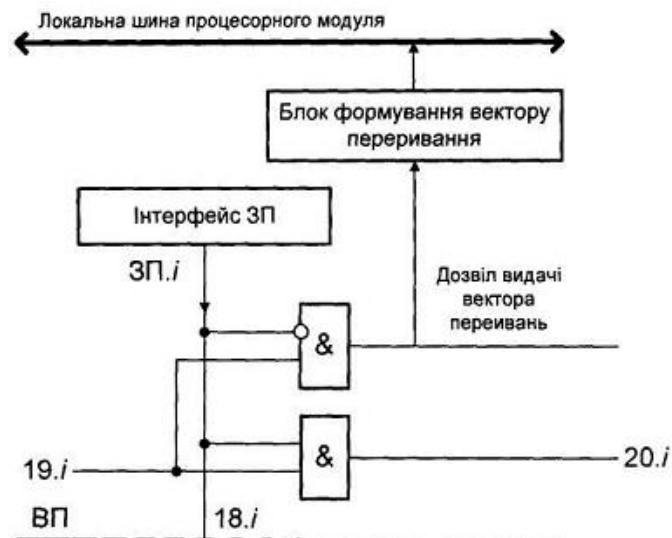 Локальна шина процесорного модуля
Блок формування вектору
переривання
Інтерфейс ЗП
ЗП.i
Дозвіл видачі
вектора
переивань
&
&
19.i
20.i
ВП
18.i